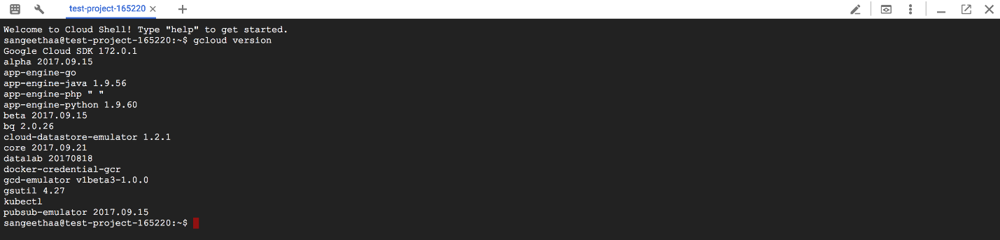 test-project-165220
Welcome to Cloud Shell! Type "help" to get started.
sangeethaa@test-project-165220:~$ gcloud version
Google Cloud SDK 172.0.1
alpha 2017.09.15
app-engine-go
app-engine-java 1.9.56
app-engine-php " "
app-engine-python 1.9.60
beta 2017.09.15
bq 2.0.26
cloud-datastore-emulator 1.2.1
core 2017.09.21
datalab 20170818
docker-credential-gcr
gcd-emulator v1beta3-1.0.0
gsutil 4.27
kubectl
pubsub-emulator 2017.09.15
sangeethaa@test-project-165220:~$